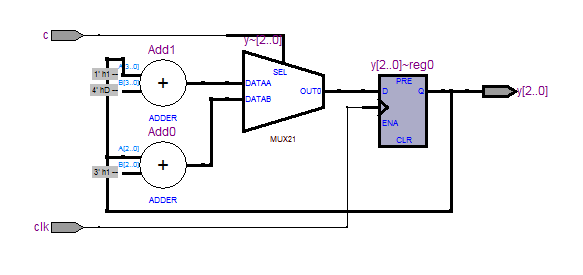 c
Add1
y~[2..0]
y[2..0]~reg0
1' h1
A[3..0]
B[3..0]
4' hD
SEL
DATAA
DATAB
OUT0
PRE
D
Q
ENA
CLR
y[2..0]
ADDER
MUX21
Add0
A[2..0]
B[2..0]
3' h1
ADDER
clk